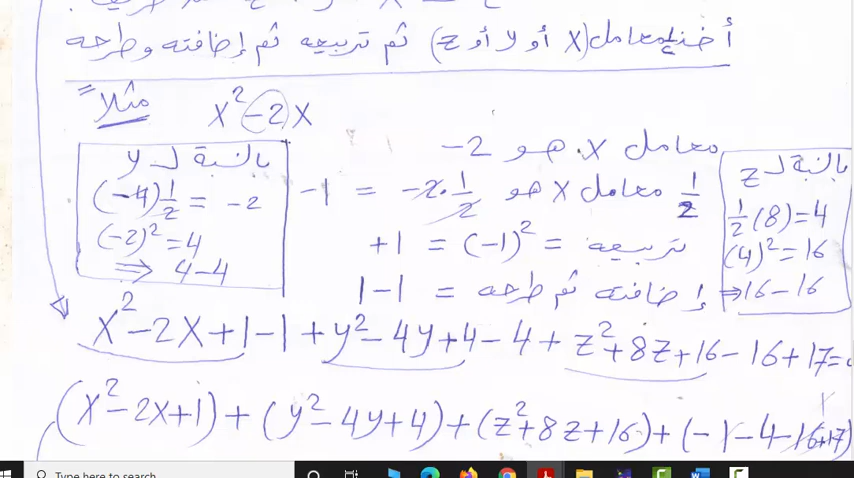 أخذ ½ معامل (x أو y أو z) ثم تربيعه ثم إضافته وطرحه
مثلاً = x² - 2x
معامل x هو -2
½ معامل x هو -2·½ = -1
تربيعه = (-1)² = +1
إضافته ثم طرحه = 1-1
بالنسبة ل y
(-4)½ = -2
(-2)² = 4
⇒ 4-4
بالنسبة ل z
½(8)=4
(4)²=16
⇒16-16
x²-2x+1-1+y²-4y+4-4+z²+8z+16-16+17=0
(x²-2x+1)+(y²-4y+4)+(z²+8z+16)+(-1-4-16+17)
Type here to search